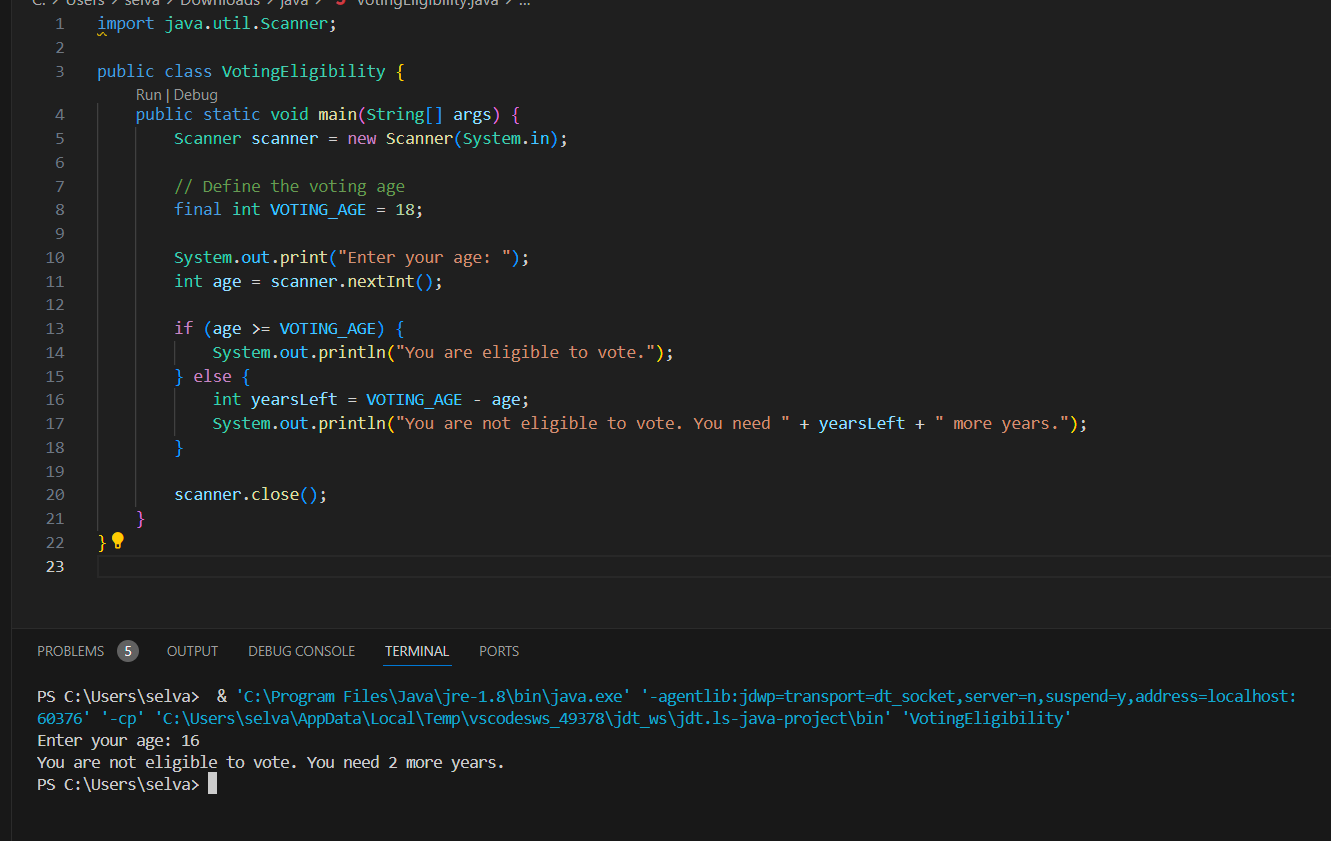 C: > Users > selva > Downloads > java > VotingEligibility.java > ...
1 import java.util.Scanner;
2
3 public class VotingEligibility {
Run | Debug
4 public static void main(String[] args) {
5 Scanner scanner = new Scanner(System.in);
6
7 // Define the voting age
8 final int VOTING_AGE = 18;
9
10 System.out.print("Enter your age: ");
11 int age = scanner.nextInt();
12
13 if (age >= VOTING_AGE) {
14 System.out.println("You are eligible to vote.");
15 } else {
16 int yearsLeft = VOTING_AGE - age;
17 System.out.println("You are not eligible to vote. You need " + yearsLeft + " more years.");
18 }
19
20 scanner.close();
21 }
22 }
23
PROBLEMS 5 OUTPUT DEBUG CONSOLE TERMINAL PORTS
PS C:\Users\selva>  & 'C:\Program Files\Java\jre-1.8\bin\java.exe' '-agentlib:jdwp=transport=dt_socket,server=n,suspend=y,address=localhost:
60376' '-cp' 'C:\Users\selva\AppData\Local\Temp\vscodesws_49378\jdt_ws\jdt.ls-java-project\bin' 'VotingEligibility'
Enter your age: 16
You are not eligible to vote. You need 2 more years.
PS C:\Users\selva>